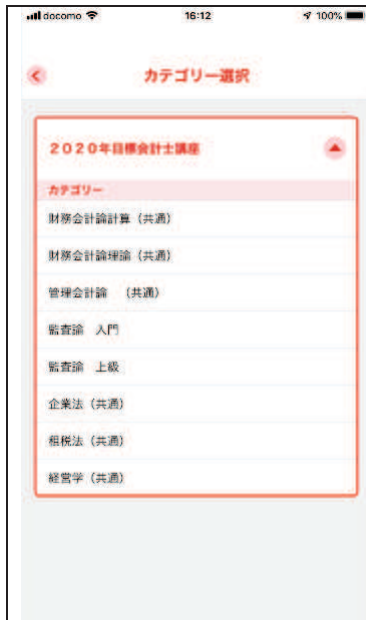 docomo 16:12 100%
カテゴリー選択
2020年目標会計士講座
カテゴリー
財務会計論計算（共通）
財務会計論理論（共通）
管理会計論　（共通）
監査論　入門
監査論　上級
企業法（共通）
租税法（共通）
経営学（共通）